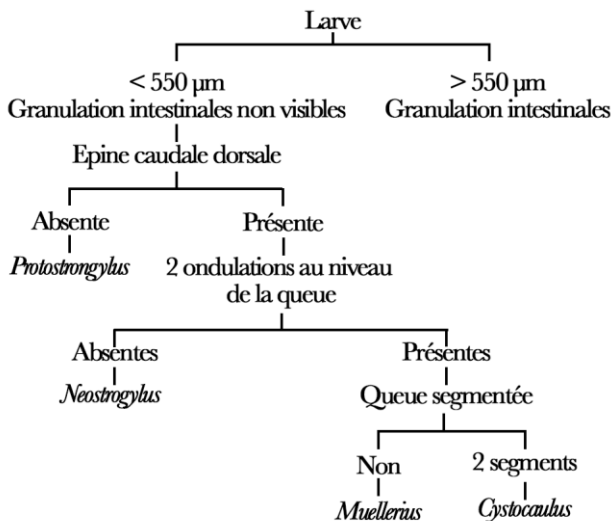 Larve
< 550 µm
Granulation intestinales non visibles
> 550 µm
Granulation intestinales
Epine caudale dorsale
Absente
Protostrongylus
Présente
2 ondulations au niveau
de la queue
Absentes
Neostrogylus
Présentes
Queue segmentée
Non
Muellerius
2 segments
Cystocaulus